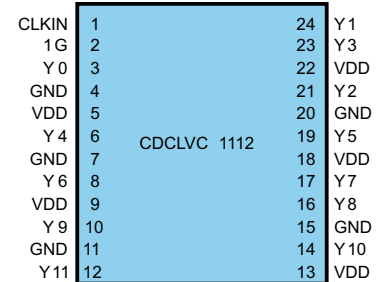 CLKIN 1 24 Y1
1G 2 23 Y3
Y0 3 22 VDD
GND 4 21 Y2
VDD 5 20 GND
Y4 6 19 Y5
CDCLVC 1112
GND 7 18 VDD
Y6 8 17 Y7
VDD 9 16 Y8
Y9 10 15 GND
GND 11 14 Y10
Y11 12 13 VDD